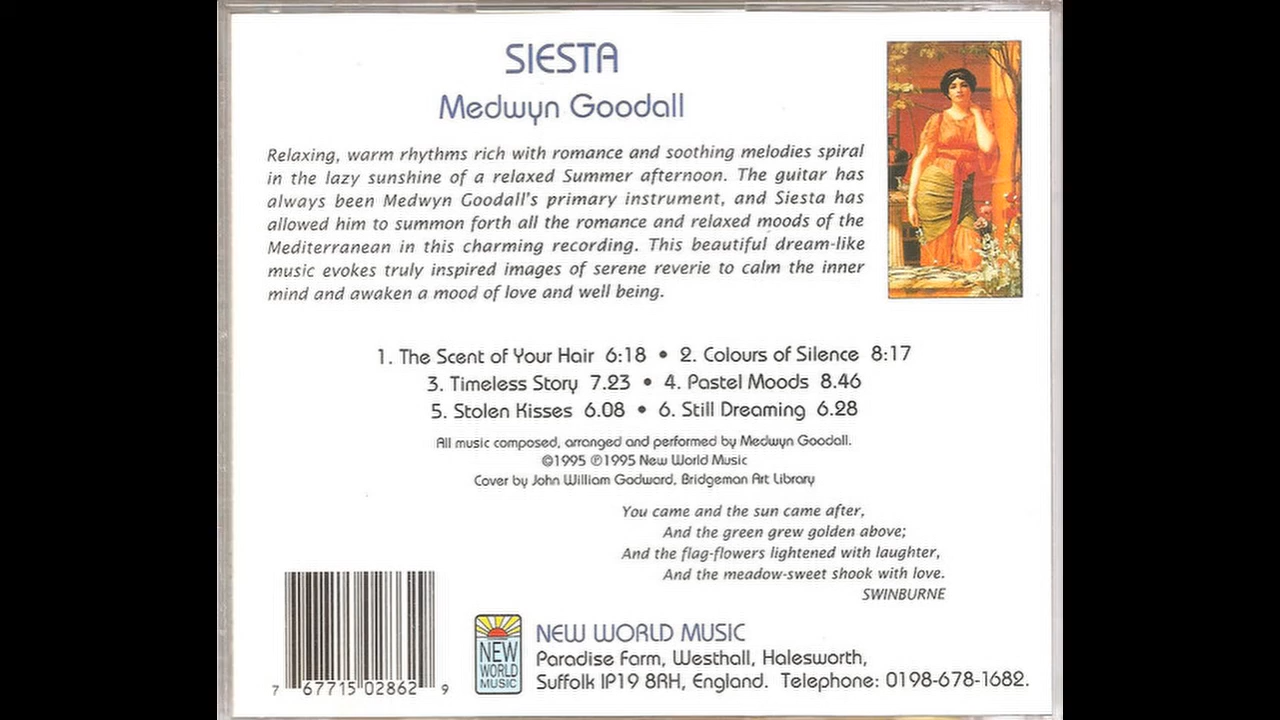 SIESTA
Medwyn Goodall
Relaxing, warm rhythms rich with romance and soothing melodies spiral
in the lazy sunshine of a relaxed Summer afternoon. The guitar has
always been Medwyn Goodall's primary instrument, and Siesta has
allowed him to summon forth all the romance and relaxed moods of the
Mediterranean in this charming recording. This beautiful dream-like
music evokes truly inspired images of serene reverie to calm the inner
mind and awaken a mood of love and well being.
1. The Scent of Your Hair 6:18 • 2. Colours of Silence 8:17
3. Timeless Story 7.23 • 4. Pastel Moods 8.46
5. Stolen Kisses 6.08 • 6. Still Dreaming 6.28
All music composed, arranged and performed by Medwyn Goodall.
©1995 ℗1995 New World Music
Cover by John William Godward, Bridgeman Art Library
You came and the sun came after,
And the green grew golden above;
And the flag-flowers lightened with laughter,
And the meadow-sweet shook with love.
SWINBURNE
7 67715 02862 9
NEW
WORLD
MUSIC
NEW WORLD MUSIC
Paradise Farm, Westhall, Halesworth,
Suffolk IP19 8RH, England. Telephone: 0198-678-1682.